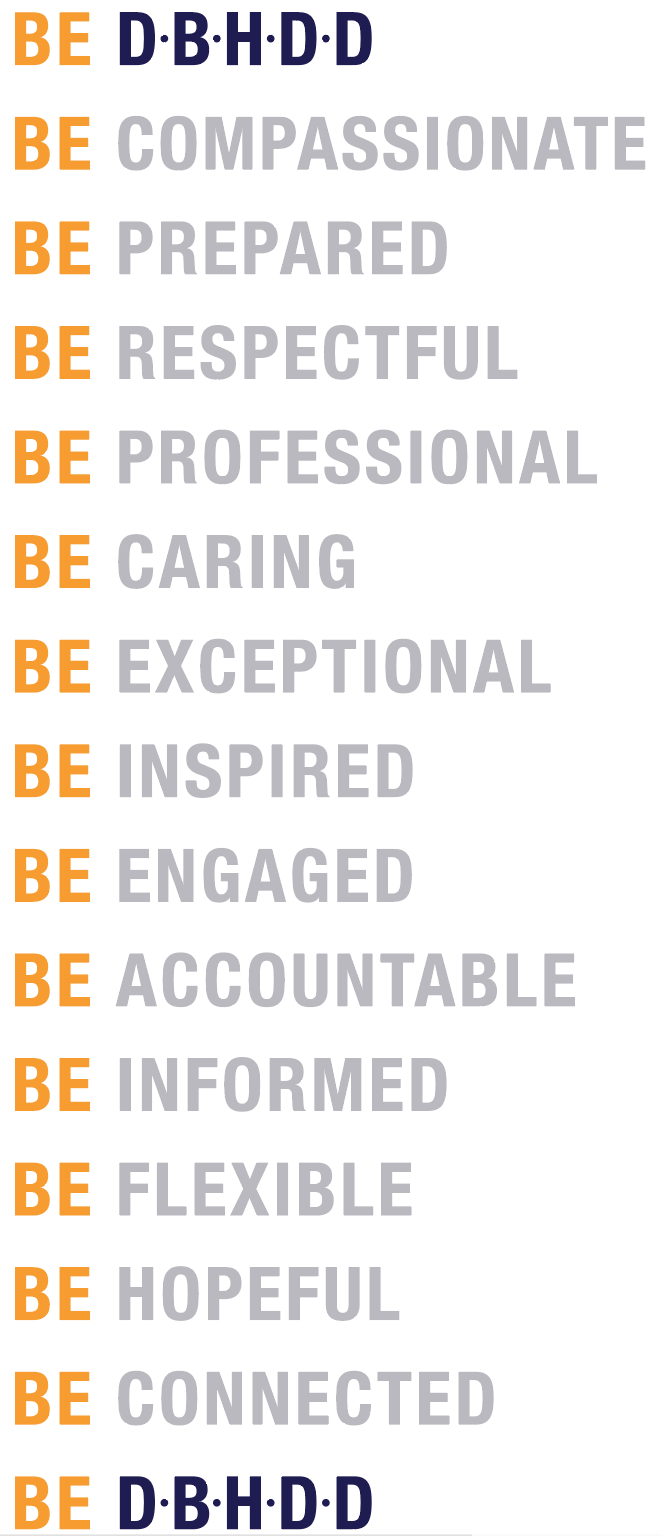 BE D·B·H·D·D
BE COMPASSIONATE
BE PREPARED
BE RESPECTFUL
BE PROFESSIONAL
BE CARING
BE EXCEPTIONAL
BE INSPIRED
BE ENGAGED
BE ACCOUNTABLE
BE INFORMED
BE FLEXIBLE
BE HOPEFUL
BE CONNECTED
BE D·B·H·D·D